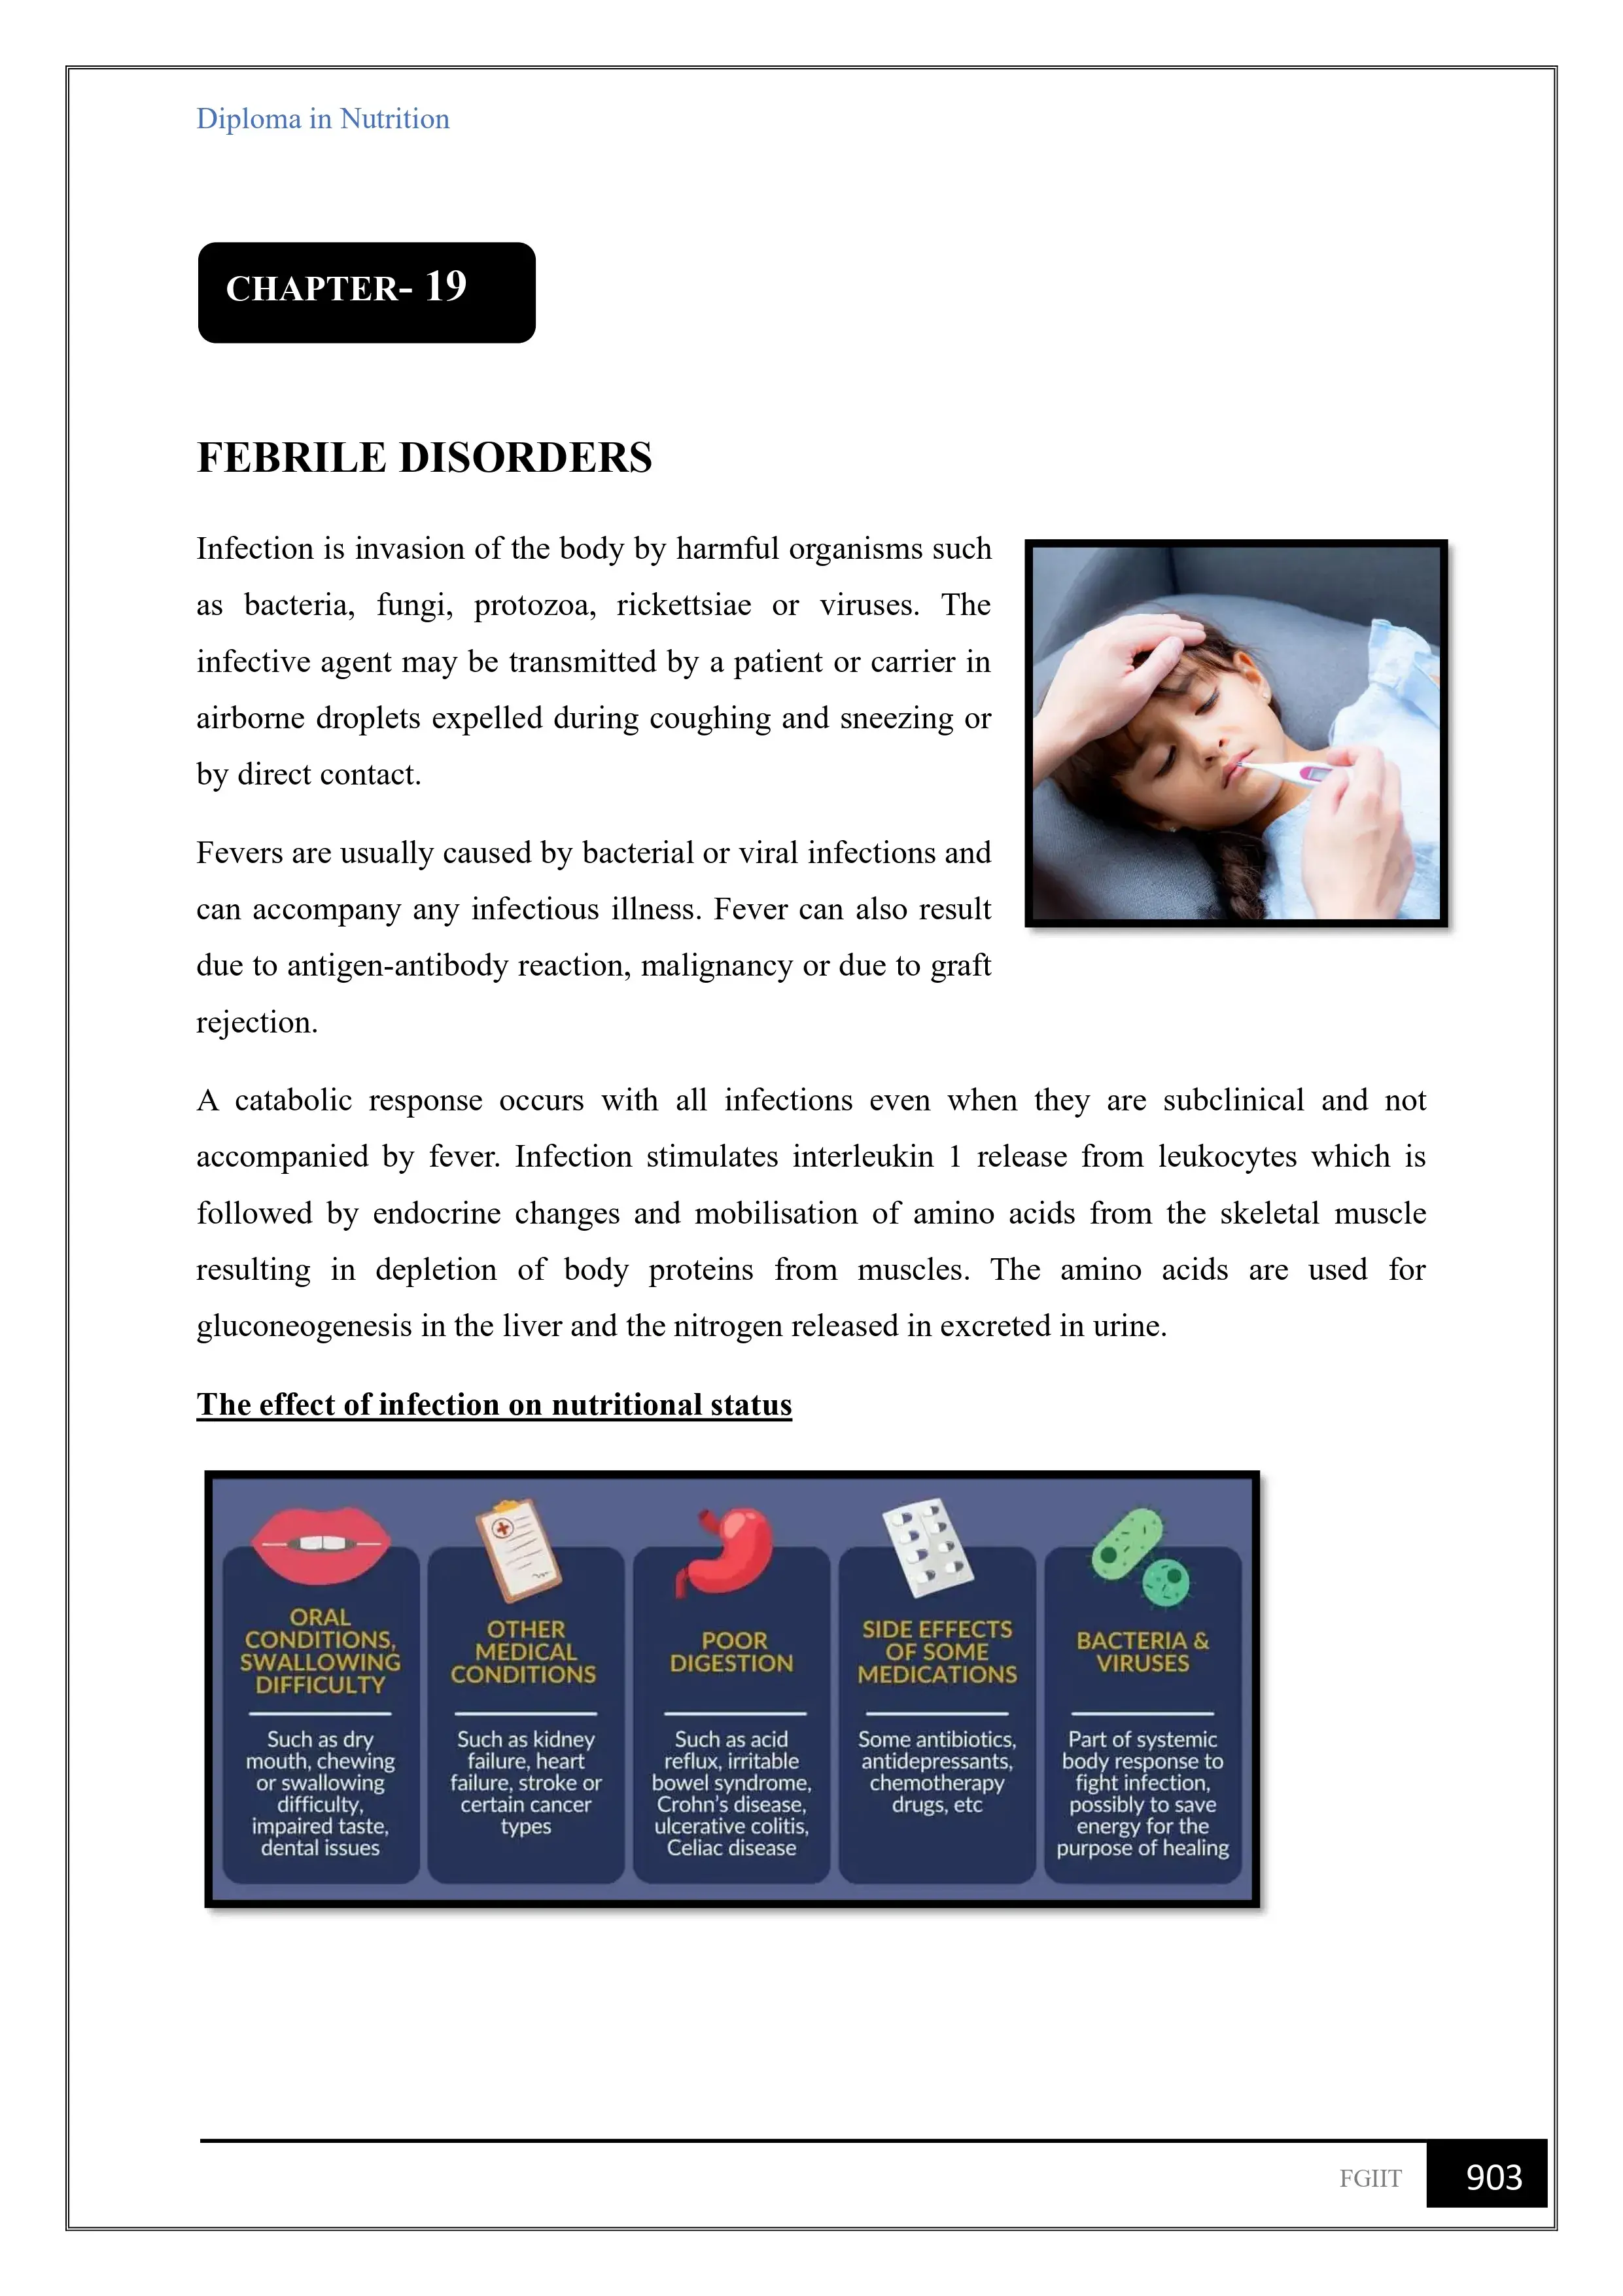 Diploma in Nutrition
CHAPTER- 19
FEBRILE DISORDERS
Infection is invasion of the body by harmful organisms such
as bacteria, fungi, protozoa, rickettsiae or viruses. The
infective agent may be transmitted by a patient or carrier in
airborne droplets expelled during coughing and sneezing or
by direct contact.
Fevers are usually caused by bacterial or viral infections and
can accompany any infectious illness. Fever can also result
due to antigen-antibody reaction, malignancy or due to graft
rejection.
A catabolic response occurs with all infections even when they are subclinical and not
accompanied by fever. Infection stimulates interleukin 1 release from leukocytes which is
followed by endocrine changes and mobilisation of amino acids from the skeletal muscle
resulting in depletion of body proteins from muscles. The amino acids are used for
gluconeogenesis in the liver and the nitrogen released in excreted in urine.
The effect of infection on nutritional status
ORAL
CONDITIONS,
SWALLOWING
DIFFICULTY
Such as dry
mouth, chewing
or swallowing
difficulty,
impaired taste,
dental issues
OTHER
MEDICAL
CONDITIONS
Such as kidney
failure, heart
failure, stroke or
certain cancer
types
POOR
DIGESTION
Such as acid
reflux, irritable
bowel syndrome,
Crohn's disease,
ulcerative colitis,
Celiac disease
SIDE EFFECTS
OF SOME
MEDICATIONS
Some antibiotics,
antidepressants,
chemotherapy
drugs, etc
BACTERIA &
VIRUSES
Part of systemic
body response to
fight infection,
possibly to save
energy for the
purpose of healing
FGIIT
903